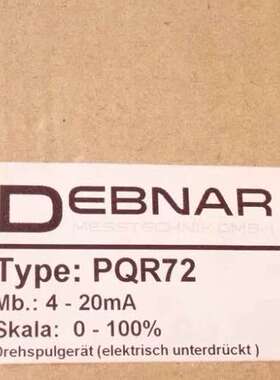 DEBNAR
MESSTECHNIK GMBH
Type: PQR72
Mb.: 4 - 20mA
Skala: 0 - 100%
Drehspulgerät (elektrisch unterdrückt )